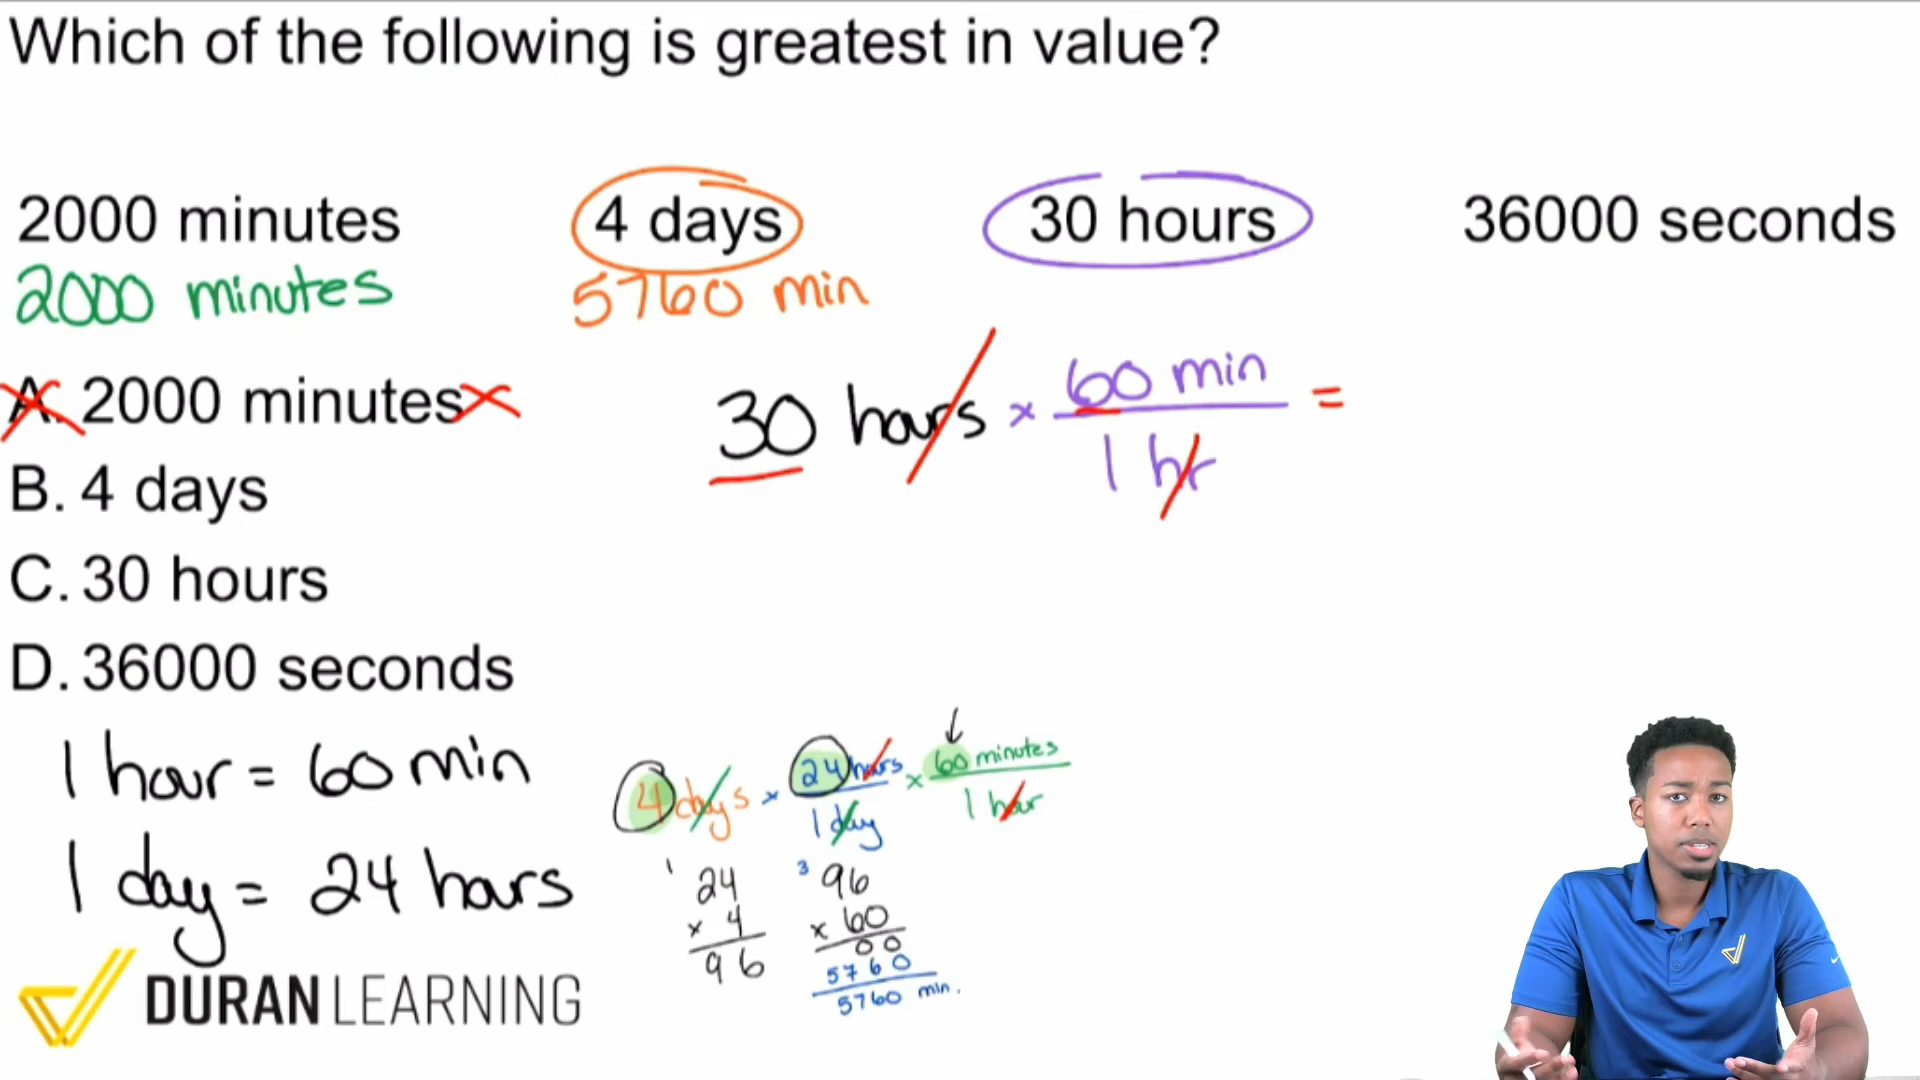 Which of the following is greatest in value?
2000 minutes 4 days 30 hours 36000 seconds
2000 minutes 5760 min
A. 2000 minutes x
30 hours x 60 min =
1 hr
B. 4 days
C. 30 hours
D. 36000 seconds
1 hour = 60 min
1 day = 24 hours
4 days x 24 hours x 60 minutes
1 day 1 hour
1
24
x 4
96
3
96
x 60
00
5760
5760 min.
DURAN LEARNING